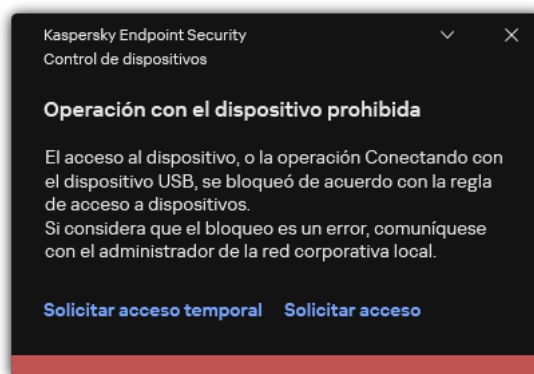 Kaspersky Endpoint Security
Control de dispositivos
Operación con el dispositivo prohibida
El acceso al dispositivo, o la operación Conectando con
el dispositivo USB, se bloqueó de acuerdo con la regla
de acceso a dispositivos.
Si considera que el bloqueo es un error, comuníquese
con el administrador de la red corporativa local.
Solicitar acceso temporal Solicitar acceso